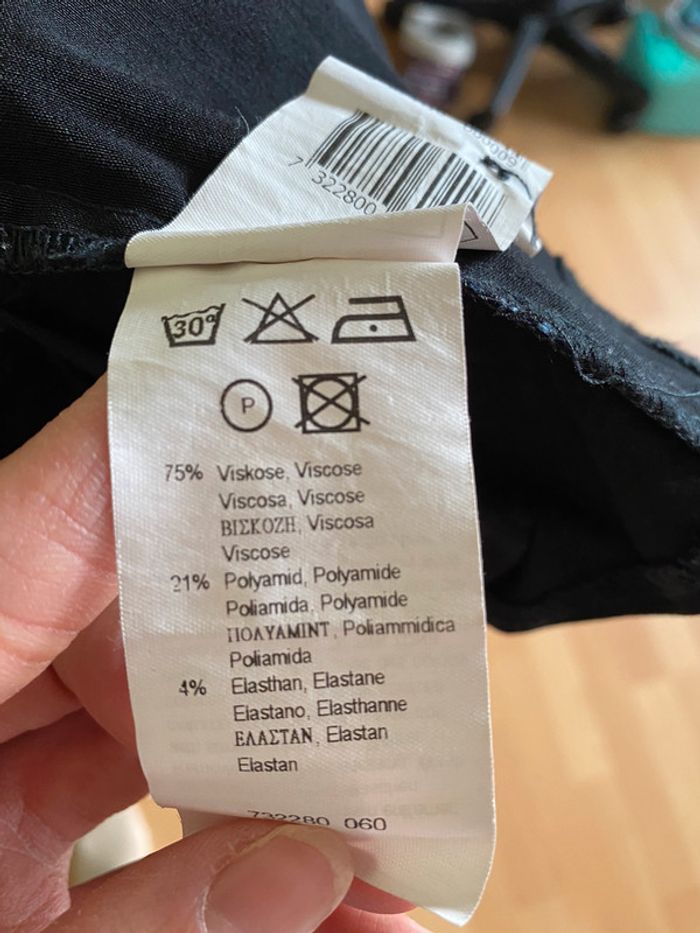 7 322800
30°
P
75% Viskose, Viscose
Viscosa, Viscose
ΒΙΣΚΟΖΗ, Viscosa
Viscose
21% Polyamid, Polyamide
Poliamida, Polyamide
ΠΟΛΥΑΜΙΝΤ, Poliammidica
Poliamida
4% Elasthan, Elastane
Elastano, Elasthanne
ΕΛΑΣΤΑΝ, Elastan
Elastan
732280 060